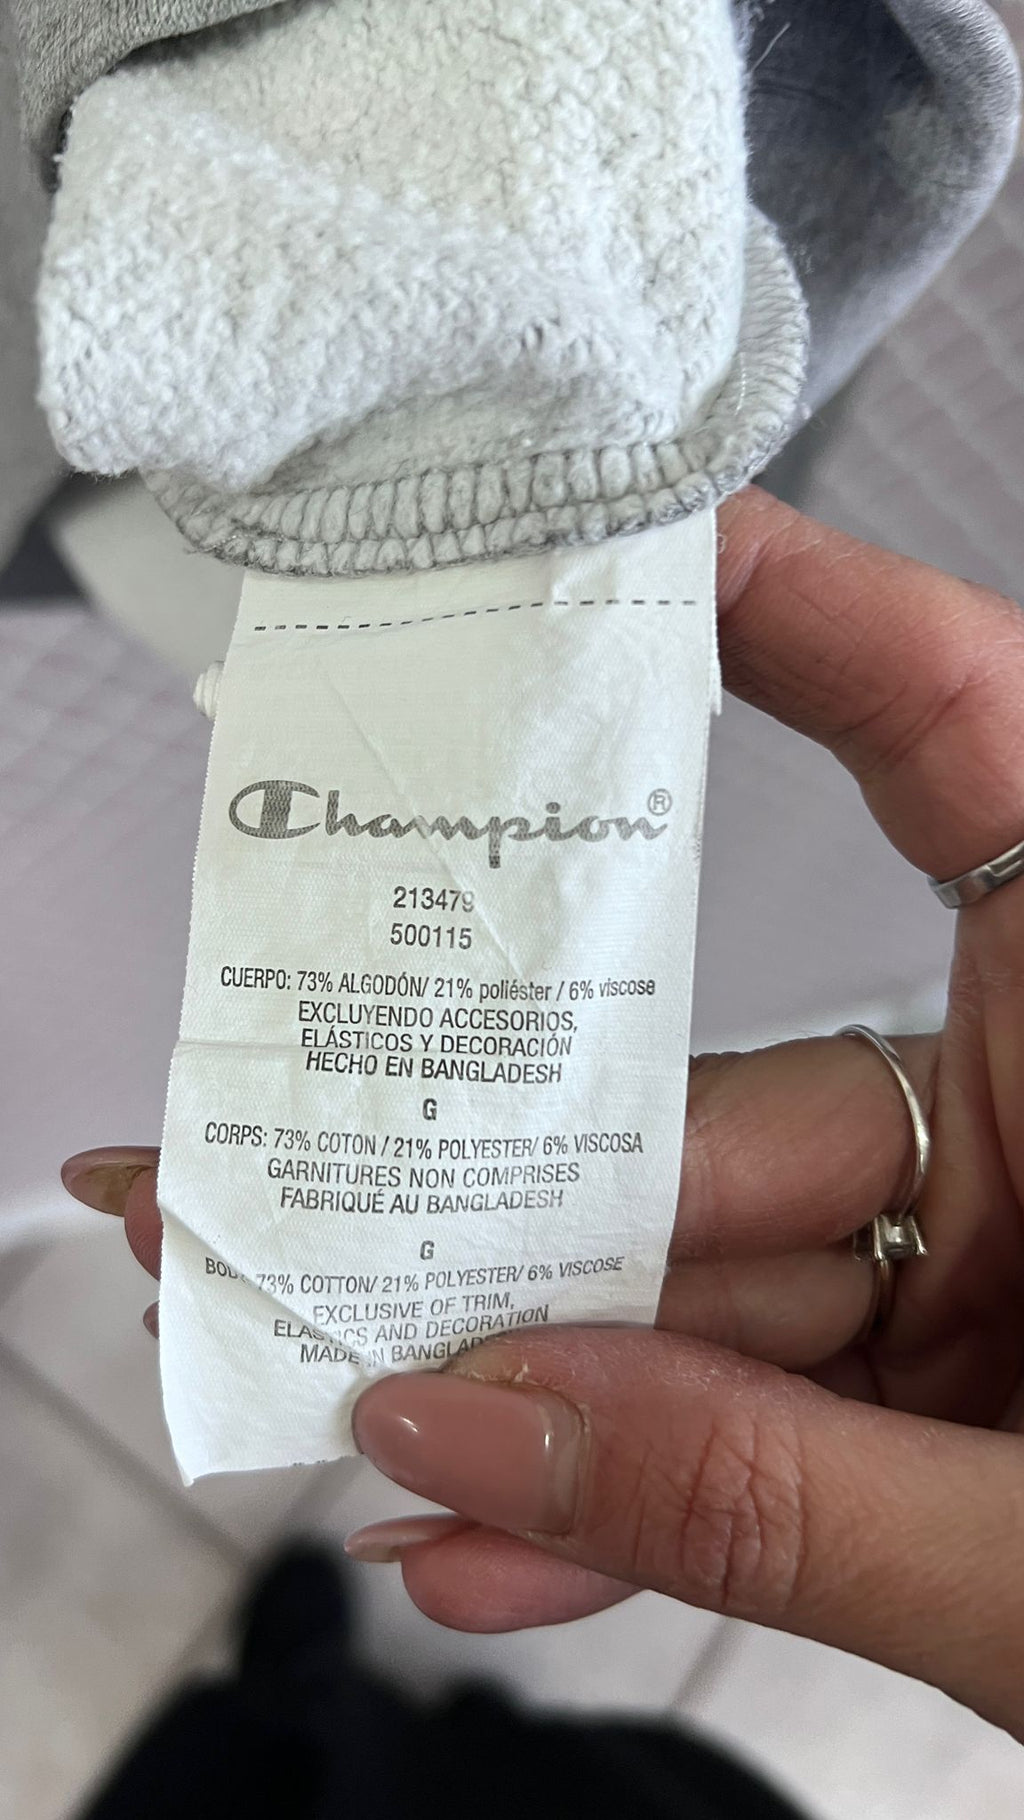 Champion®
213479
500115
CUERPO: 73% ALGODÓN/ 21% poliéster / 6% viscose
EXCLUYENDO ACCESORIOS,
ELÁSTICOS Y DECORACIÓN
HECHO EN BANGLADESH
G
CORPS: 73% COTON / 21% POLYESTER/ 6% VISCOSA
GARNITURES NON COMPRISES
FABRIQUÉ AU BANGLADESH
G
73% COTTON/ 21% POLYESTER/ 6% VISCOSE
EXCLUSIVE OF TRIM,
AND DECORATION
MADE IN